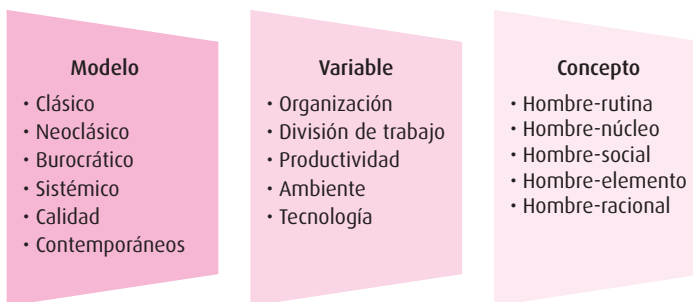 Modelo
• Clásico
• Neoclásico
• Burocrático
• Sistémico
• Calidad
• Contemporáneos
Variable
• Organización
• División de trabajo
• Productividad
• Ambiente
• Tecnología
Concepto
• Hombre-rutina
• Hombre-núcleo
• Hombre-social
• Hombre-elemento
• Hombre-racional